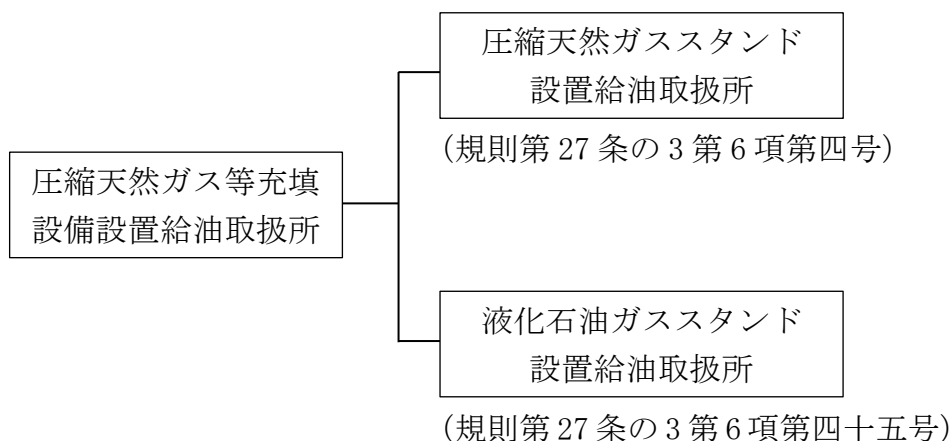 圧縮天然ガス等充填
設備設置給油取扱所
圧縮天然ガススタンド
設置給油取扱所
(規則第 27 条の 3 第 6 項第四号)
液化石油ガススタンド
設置給油取扱所
(規則第 27 条の 3 第 6 項第四十五号)